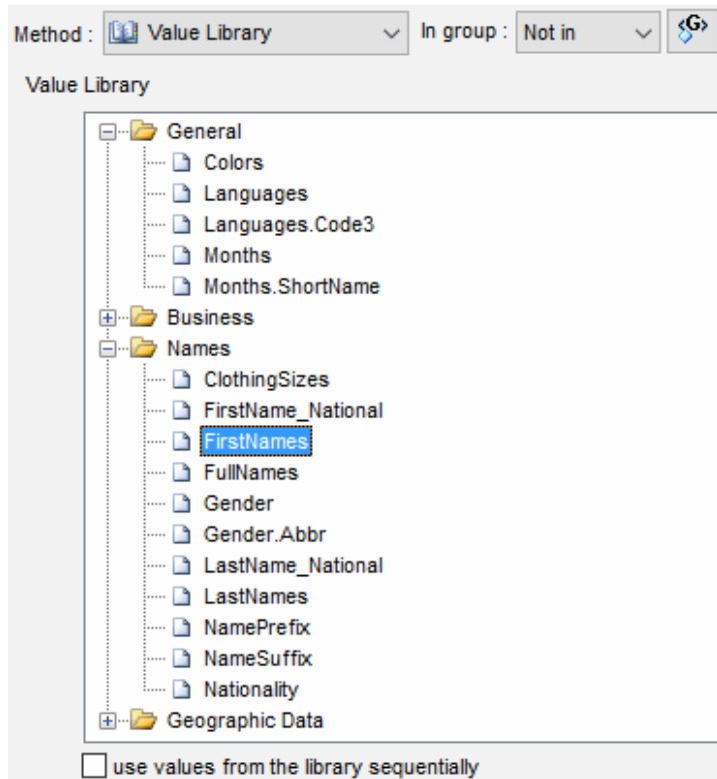 Method : Value Library In group : Not in <G>
Value Library
General
Colors
Languages
Languages.Code3
Months
Months.ShortName
Business
Names
ClothingSizes
FirstName_National
FirstNames
FullNames
Gender
Gender.Abbr
LastName_National
LastNames
NamePrefix
NameSuffix
Nationality
Geographic Data
use values from the library sequentially